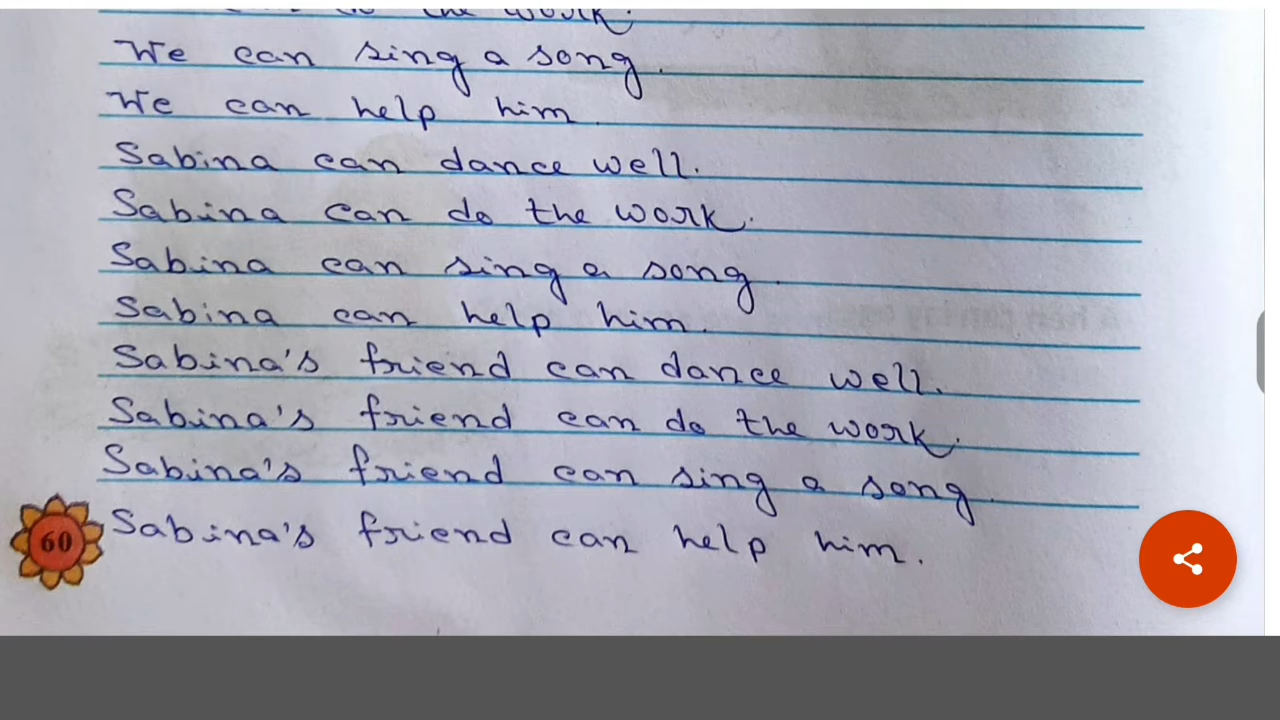 the work.
We can sing a song.
We can help him.
Sabina can dance well.
Sabina can do the work.
Sabina can sing a song.
Sabina can help him.
Sabina's friend can dance well.
Sabina's friend can do the work.
Sabina's friend can sing a song.
Sabina's friend can help him.
60